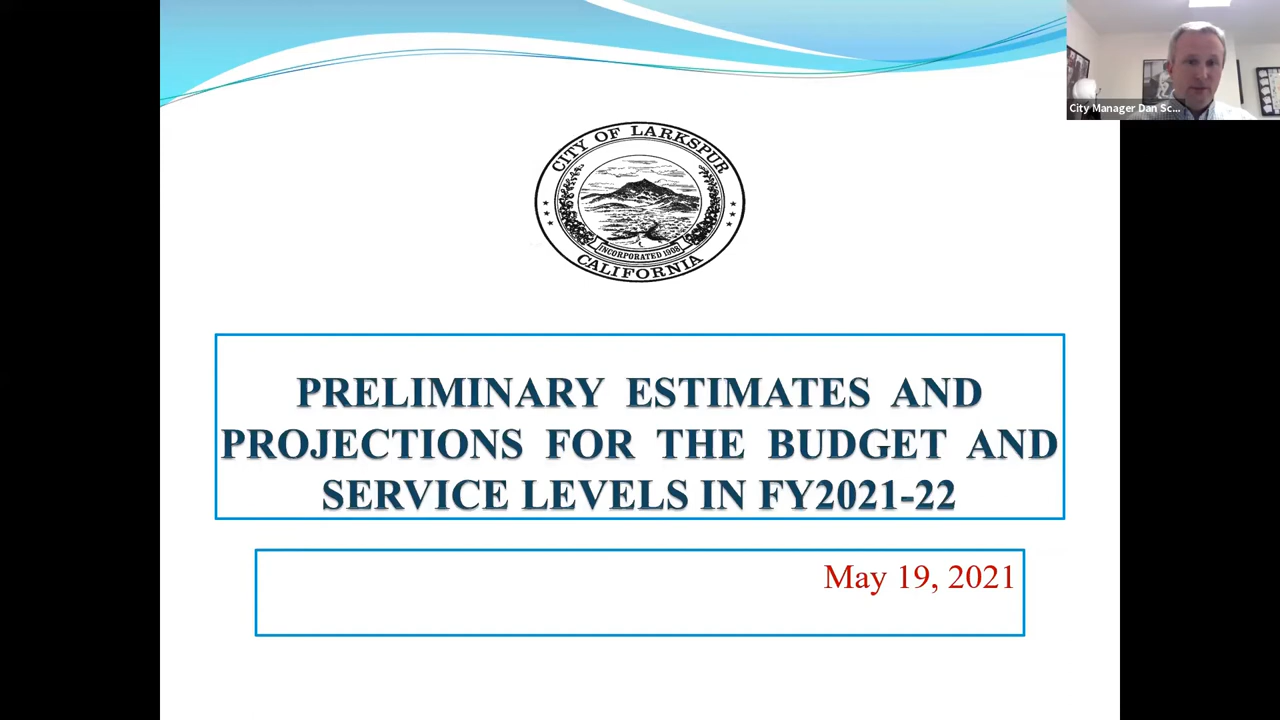 City Manager Dan Sc...
CITY OF LARKSPUR
INCORPORATED 1908
CALIFORNIA
PRELIMINARY ESTIMATES AND
PROJECTIONS FOR THE BUDGET AND
SERVICE LEVELS IN FY2021-22
May 19, 2021